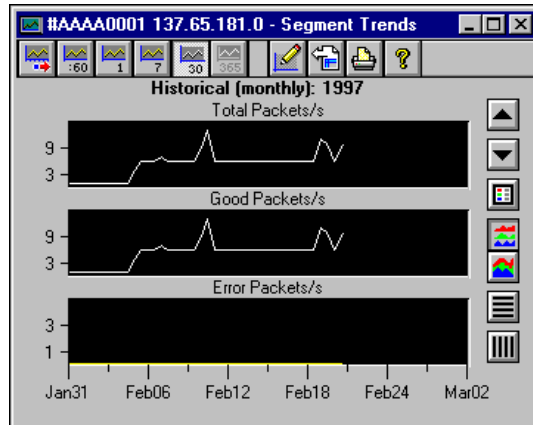 #AAAA0001 137.65.181.0 - Segment Trends
:60 1 7 30 365 ?
Historical (monthly): 1997
Total Packets/s
9
3
Good Packets/s
9
3
Error Packets/s
3
1
Jan31 Feb06 Feb12 Feb18 Feb24 Mar02